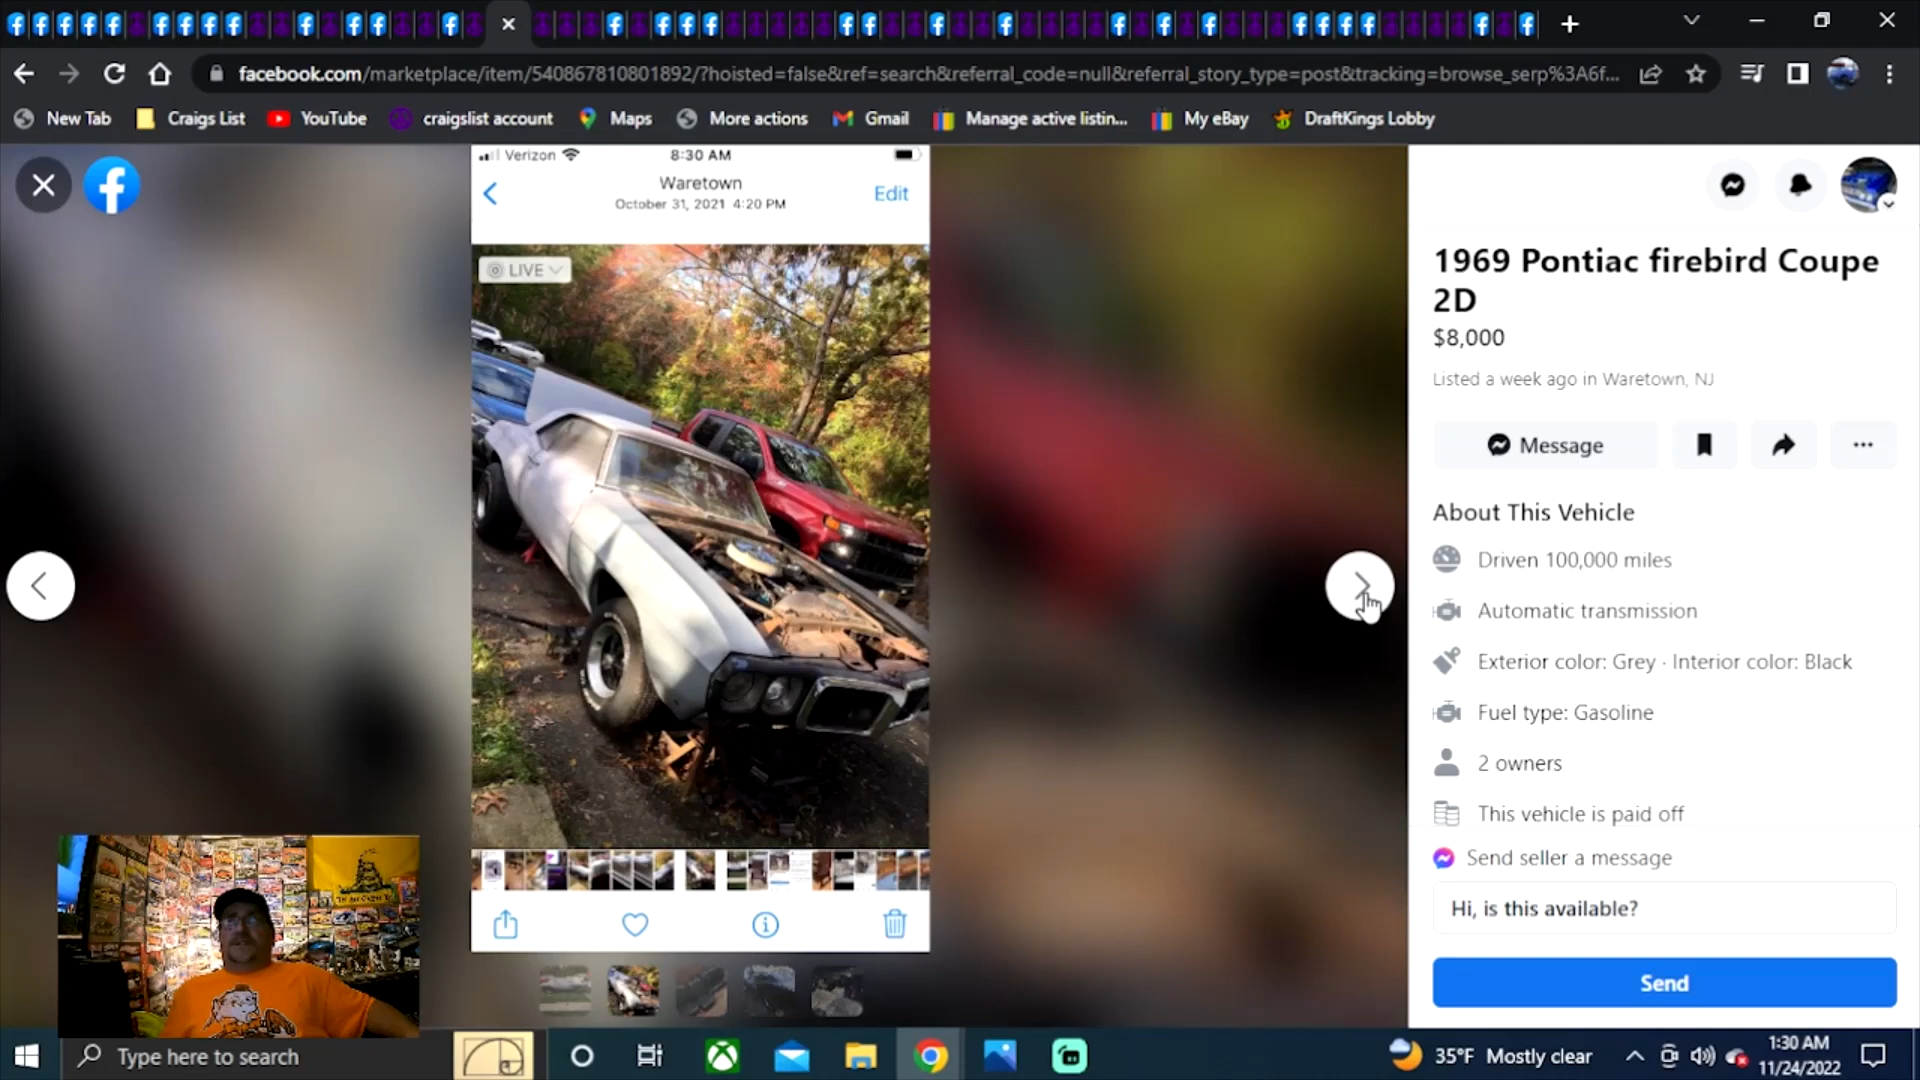 facebook.com/marketplace/item/540867810801892/?hoisted=false&ref=search&referral_code=null&referral_story_type=post&tracking=browse_serp%3A6f...
New Tab
Craigs List
YouTube
craigslist account
Maps
More actions
Gmail
Manage active listin...
My eBay
DraftKings Lobby
Verizon
8:30 AM
Waretown
October 31, 2021 4:20 PM
Edit
LIVE
1969 Pontiac firebird Coupe
2D
$8,000
Listed a week ago in Waretown, NJ
Message
About This Vehicle
Driven 100,000 miles
Automatic transmission
Exterior color: Grey · Interior color: Black
Fuel type: Gasoline
2 owners
This vehicle is paid off
Send seller a message
Hi, is this available?
Send
Type here to search
35°F Mostly clear
1:30 AM
11/24/2022